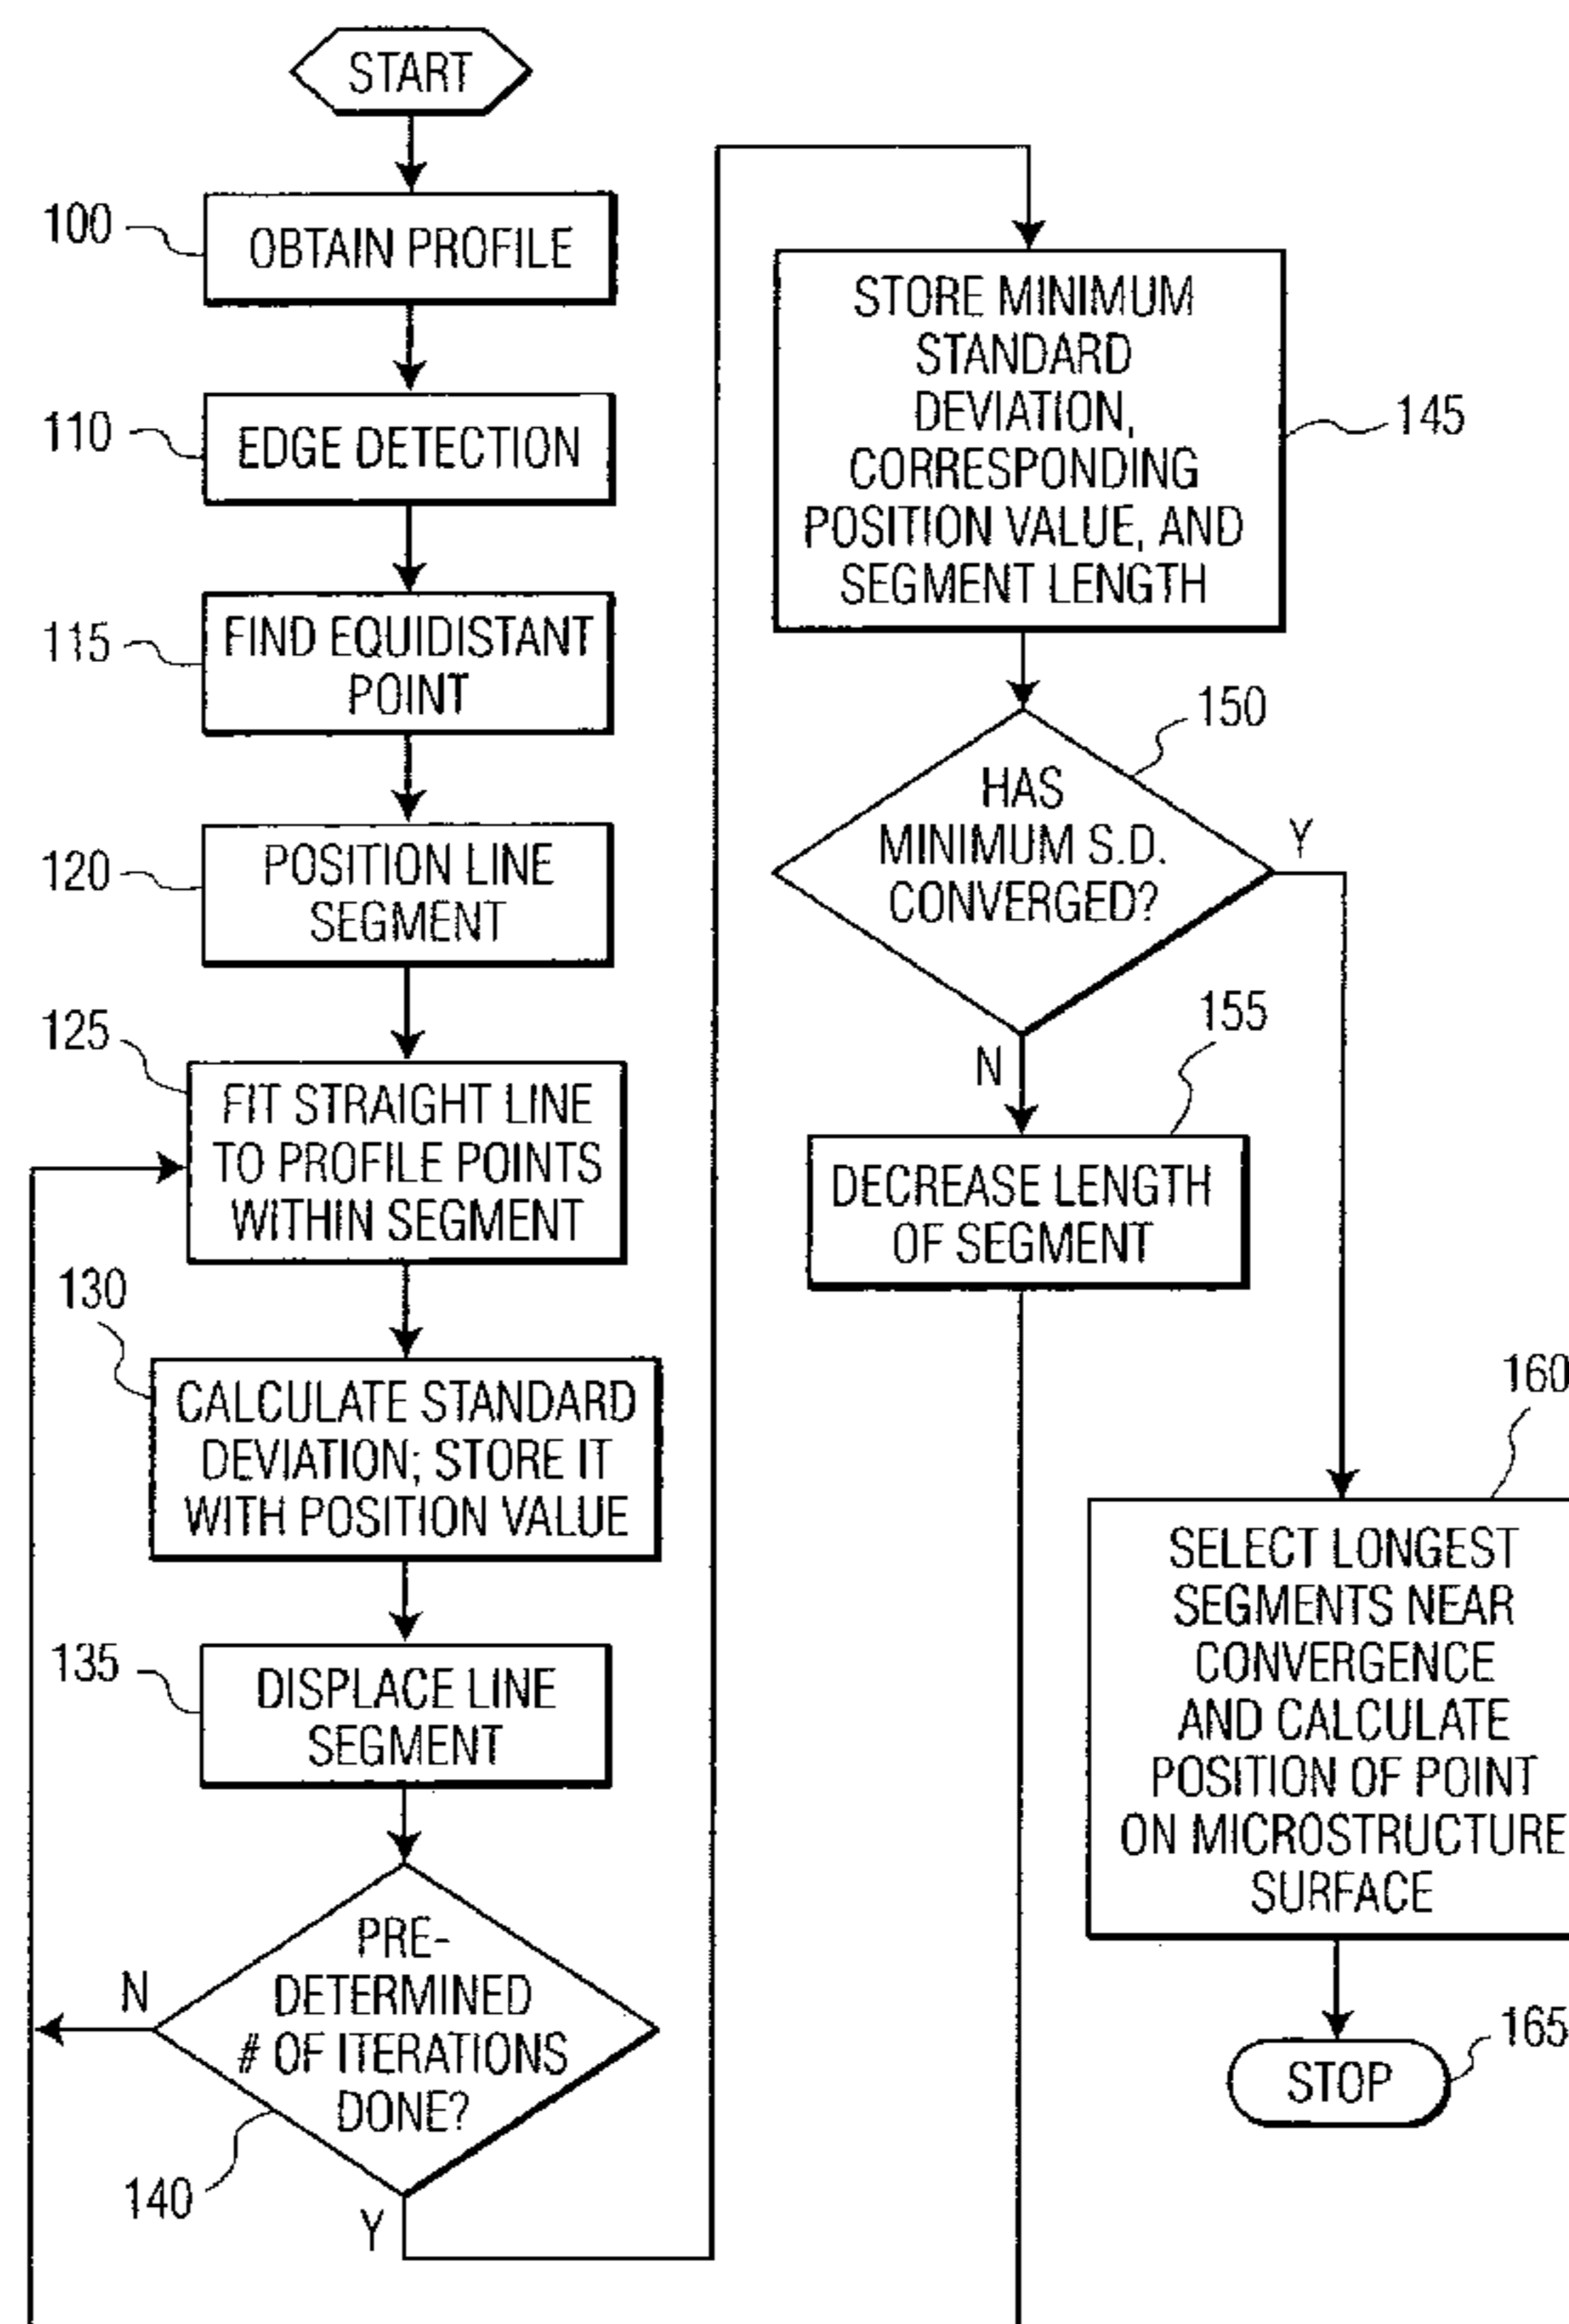 START
100
OBTAIN PROFILE
110
EDGE DETECTION
115
FIND EQUIDISTANT
POINT
120
POSITION LINE
SEGMENT
125
FIT STRAIGHT LINE
TO PROFILE POINTS
WITHIN SEGMENT
130
CALCULATE STANDARD
DEVIATION; STORE IT
WITH POSITION VALUE
135
DISPLACE LINE
SEGMENT
PRE-
DETERMINED
# OF ITERATIONS
DONE?
N
140
Y
STORE MINIMUM
STANDARD
DEVIATION,
CORRESPONDING
POSITION VALUE, AND
SEGMENT LENGTH
145
150
HAS
MINIMUM S.D.
CONVERGED?
Y
N
155
DECREASE LENGTH
OF SEGMENT
160
SELECT LONGEST
SEGMENTS NEAR
CONVERGENCE
AND CALCULATE
POSITION OF POINT
ON MICROSTRUCTURE
SURFACE
165
STOP